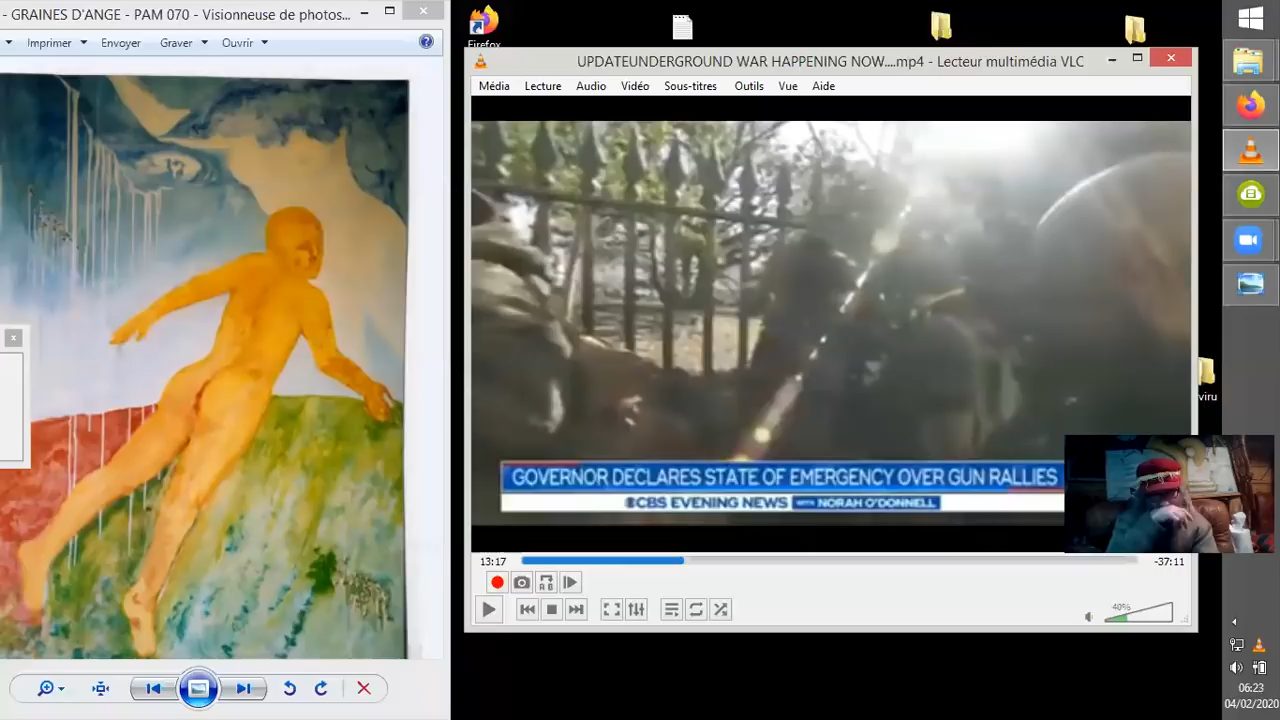 GRAINES D'ANGE - PAM 070 - Visionneuse de photos...
Envoyer
Graver
Ouvrir
Firefox
UPDATEUNDERGROUND WAR HAPPENING NOW....mp4 - Lecteur multimédia VLC
Média Lecture Audio Vidéo Sous-titres Outils Vue Aide
GOVERNOR DECLARES STATE OF EMERGENCY OVER GUN RALLIES
CBS EVENING NEWS WITH NORAH O'DONNELL
13:17
-37:11
40%
viru
06:23
04/02/2020